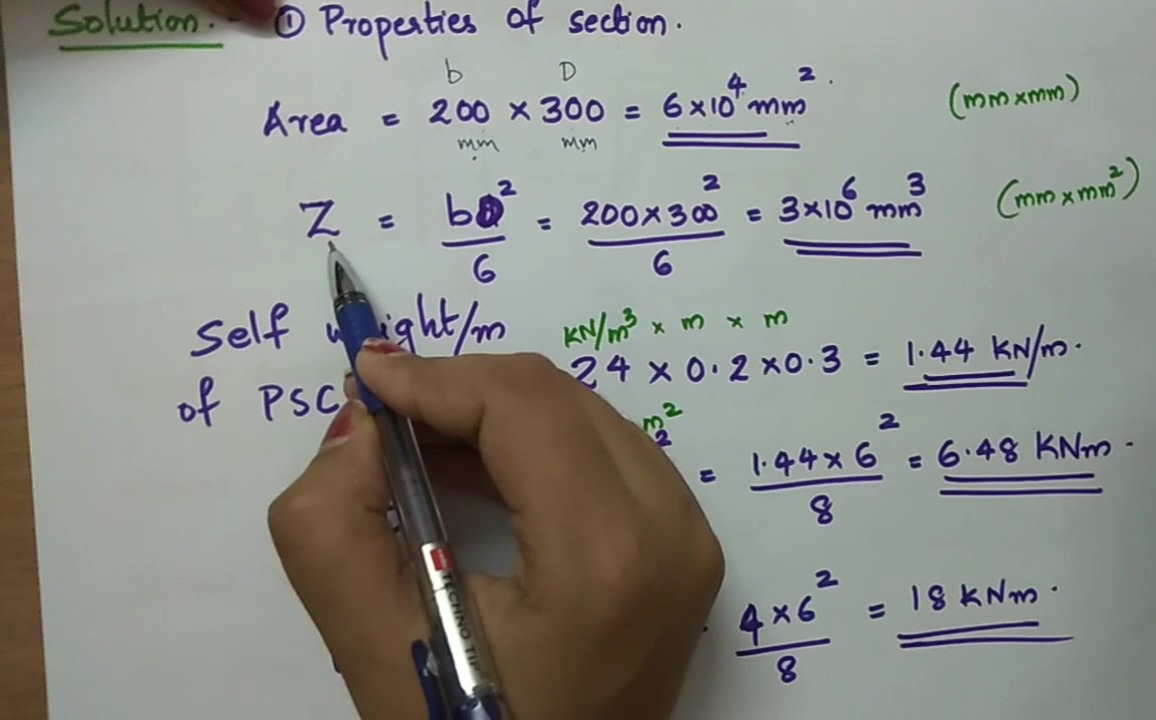 Solution :- ① Properties of section.
b D
Area = 200 × 300 = 6×10⁴ mm². (mm×mm)
mm mm
Z = bD²/6 = 200×300²/6 = 3×10⁶ mm³ (mm×mm²)
KN/m³ × m × m
Self weight/m 24 × 0.2 × 0.3 = 1.44 KN/m.
of PSC
m²
2 = 1.44×6²/8 = 6.48 KNm.
4×6²/8 = 18 KNm.
TECHNO TIP